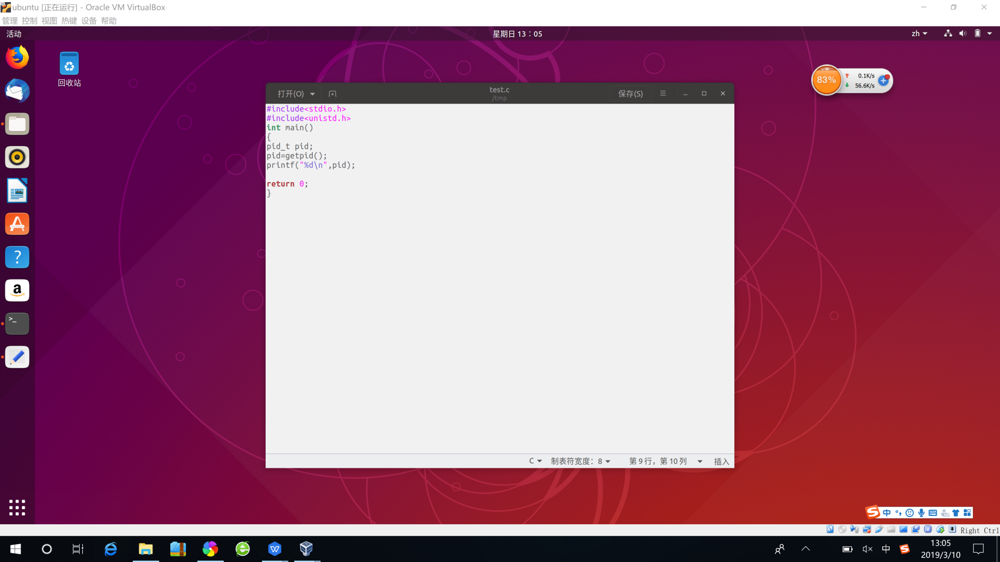 ubuntu [正在运行] - Oracle VM VirtualBox
管理 控制 视图 热键 设备 帮助
活动
星期日 13：05
zh
回收站
83%
0.1K/s
56.6K/s
打开(O)
test.c
/tmp
保存(S)
#include<stdio.h>
#include<unistd.h>
int main()
{
pid_t pid;
pid=getpid();
printf("%d\n",pid);
return 0;
}
C
制表符宽度：8
第 9 行，第 10 列
插入
中
Right Ctrl
中
13:05
2019/3/10